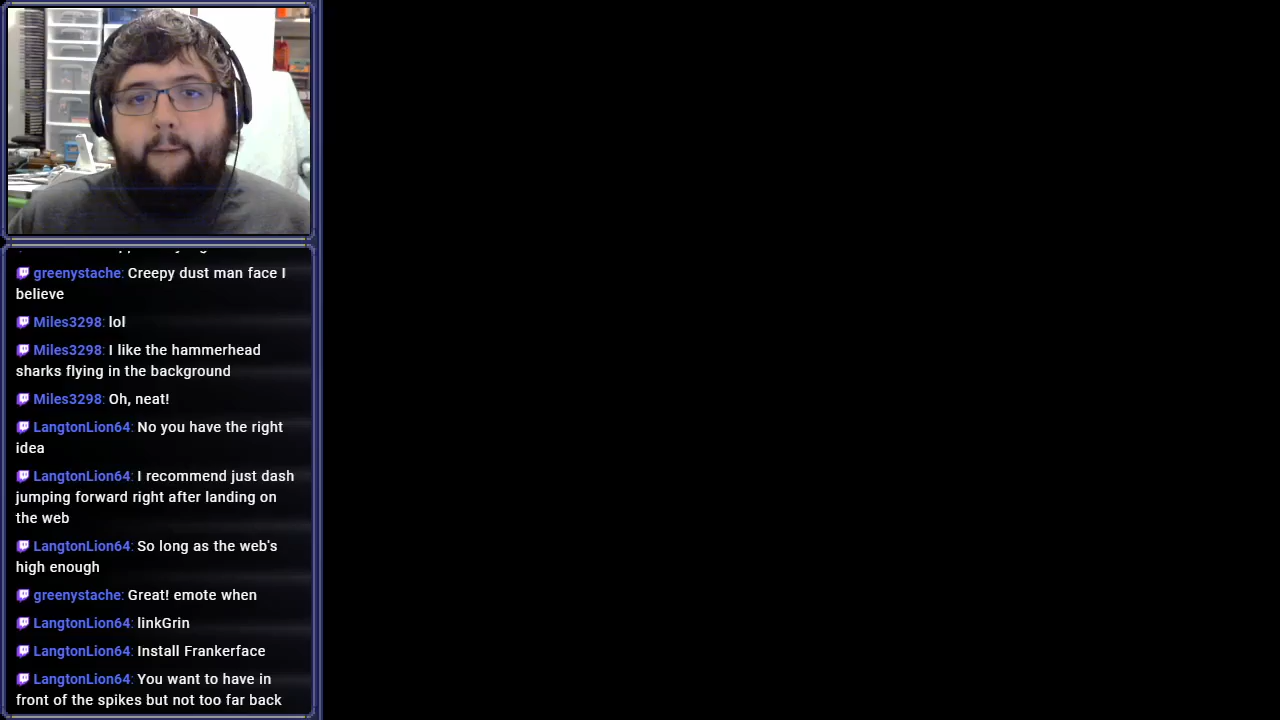 greenystache: Creepy dust man face I
believe
Miles3298: lol
Miles3298: I like the hammerhead
sharks flying in the background
Miles3298: Oh, neat!
LangtonLion64: No you have the right
idea
LangtonLion64: I recommend just dash
jumping forward right after landing on
the web
LangtonLion64: So long as the web's
high enough
greenystache: Great! emote when
LangtonLion64: linkGrin
LangtonLion64: Install Frankerface
LangtonLion64: You want to have in
front of the spikes but not too far back